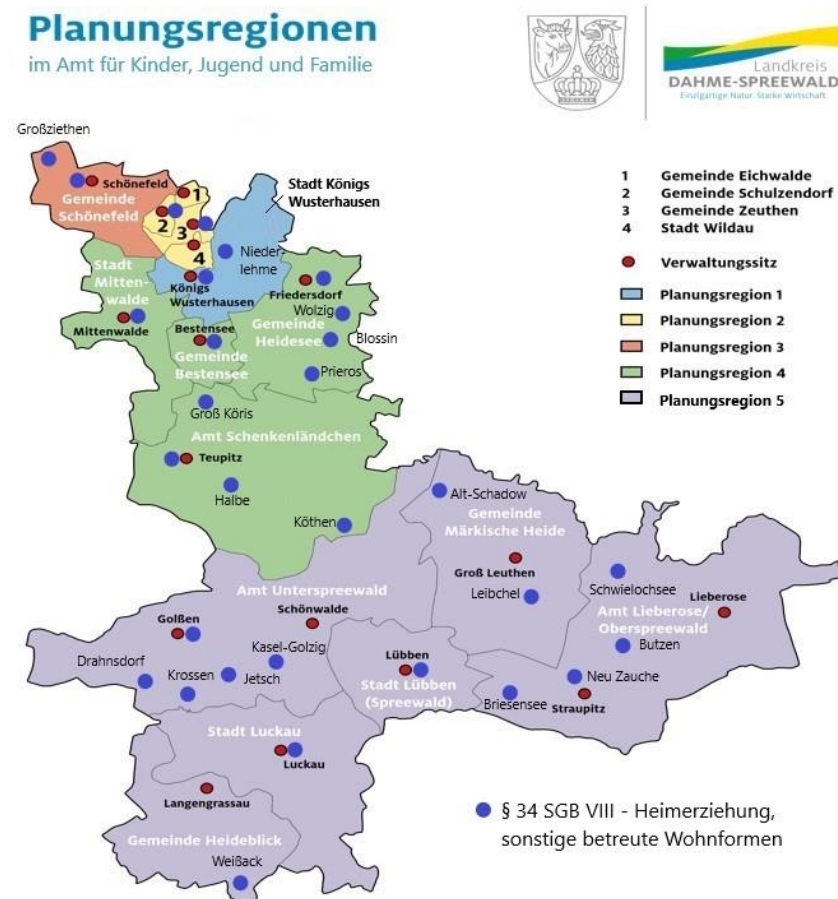 Planungsregionen
im Amt für Kinder, Jugend und Familie
Landkreis
DAHME-SPREEWALD
Einzigartige Natur. Starke Wirtschaft.
Großziethen
Schönefeld
Gemeinde
Schönefeld
1
2
3
4
Stadt Königs
Wusterhausen
Nieder-
lehme
Stadt
Mitten-
walde
Königs
Wusterhausen
Friedersdorf
Wolzig
Mittenwalde
Bestensee
Gemeinde
Heidesee
Blossin
Gemeinde
Bestensee
Prieros
Groß Köris
Amt Schenkenländchen
Teupitz
Halbe
Köthen
1 Gemeinde Eichwalde
2 Gemeinde Schulzendorf
3 Gemeinde Zeuthen
4 Stadt Wildau
Verwaltungssitz
Planungsregion 1
Planungsregion 2
Planungsregion 3
Planungsregion 4
Planungsregion 5
Alt-Schadow
Gemeinde
Märkische Heide
Groß Leuthen
Leibchel
Schwielochsee
Lieberose
Amt Lieberose/
Oberspreewald
Butzen
Amt Unterspreewald
Schönwalde
Golßen
Kasel-Golzig
Drahnsdorf
Krossen
Jetsch
Lübben
Stadt Lübben
(Spreewald)
Neu Zauche
Briesensee
Straupitz
Stadt Luckau
Luckau
Langengrassau
Gemeinde Heideblick
Weißack
§ 34 SGB VIII - Heimerziehung,
sonstige betreute Wohnformen